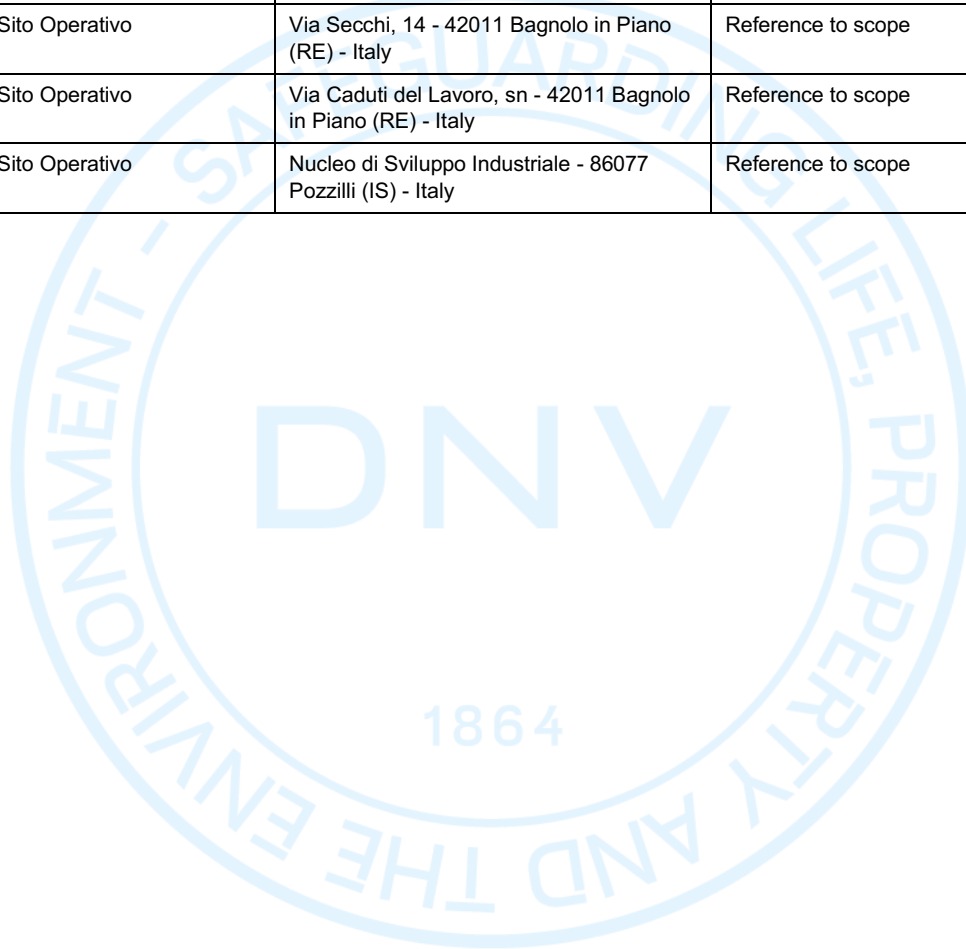 Sito Operativo
Via Secchi, 14 - 42011 Bagnolo in Piano
(RE) - Italy
Reference to scope
Sito Operativo
Via Caduti del Lavoro, sn - 42011 Bagnolo
in Piano (RE) - Italy
Reference to scope
Sito Operativo
Nucleo di Sviluppo Industriale - 86077
Pozzilli (IS) - Italy
Reference to scope
SAFEGUARDING LIFE, PROPERTY AND THE ENVIRONMENT -
DNV
1864